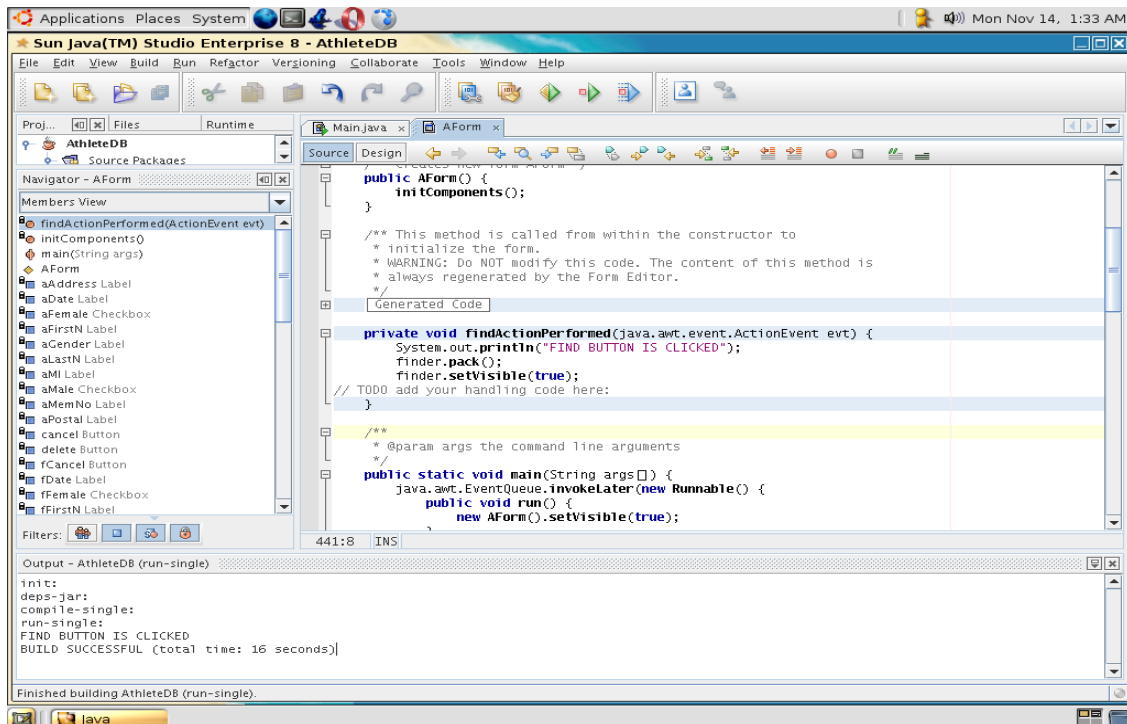 Applications Places System Mon Nov 14, 1:33 AM
Sun Java(TM) Studio Enterprise 8 - AthleteDB
File Edit View Build Run Refactor Versioning Collaborate Tools Window Help
Proj... Files Runtime
AthleteDB
Source Packages
Navigator - AForm
Members View
findActionPerformed(ActionEvent evt)
initComponents()
main(String args)
AForm
aAddress Label
aDate Label
aFemale Checkbox
aFirstN Label
aGender Label
aLastN Label
aMI Label
aMale Checkbox
aMemNo Label
aPostal Label
cancel Button
delete Button
fCancel Button
fDate Label
fFemale Checkbox
fFirstN Label
Filters:
Main.java x AForm x
Source Design
/** Creates new form AForm */
public AForm() {
initComponents();
}
/** This method is called from within the constructor to
* initialize the form.
* WARNING: Do NOT modify this code. The content of this method is
* always regenerated by the Form Editor.
*/
Generated Code
private void findActionPerformed(java.awt.event.ActionEvent evt) {
System.out.println("FIND BUTTON IS CLICKED");
finder.pack();
finder.setVisible(true);
// TODO add your handling code here:
}
/**
* @param args the command line arguments
*/
public static void main(String args[]) {
java.awt.EventQueue.invokeLater(new Runnable() {
public void run() {
new AForm().setVisible(true);
441:8 INS
Output - AthleteDB (run-single)
init:
deps-jar:
compile-single:
run-single:
FIND BUTTON IS CLICKED
BUILD SUCCESSFUL (total time: 16 seconds)
Finished building AthleteDB (run-single).
Java